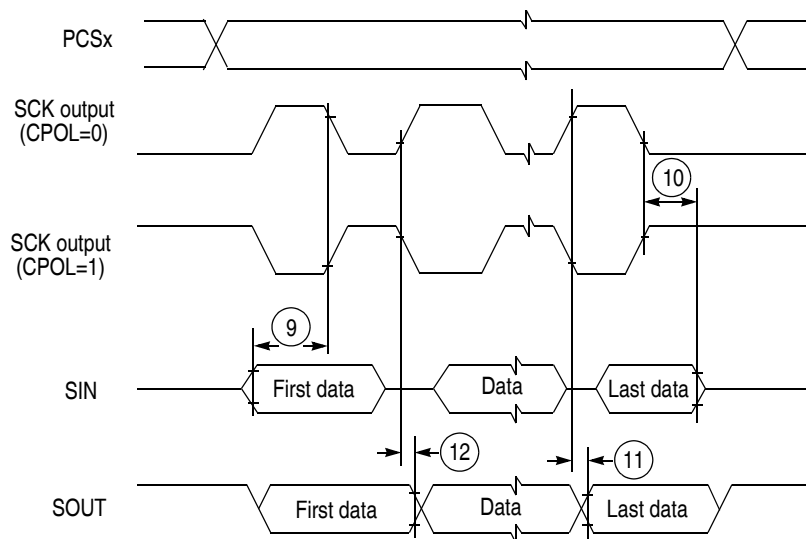 PCSx
SCK output
(CPOL=0)
10
SCK output
(CPOL=1)
9
SIN
First data
Data
Last data
12
11
SOUT
First data
Data
Last data